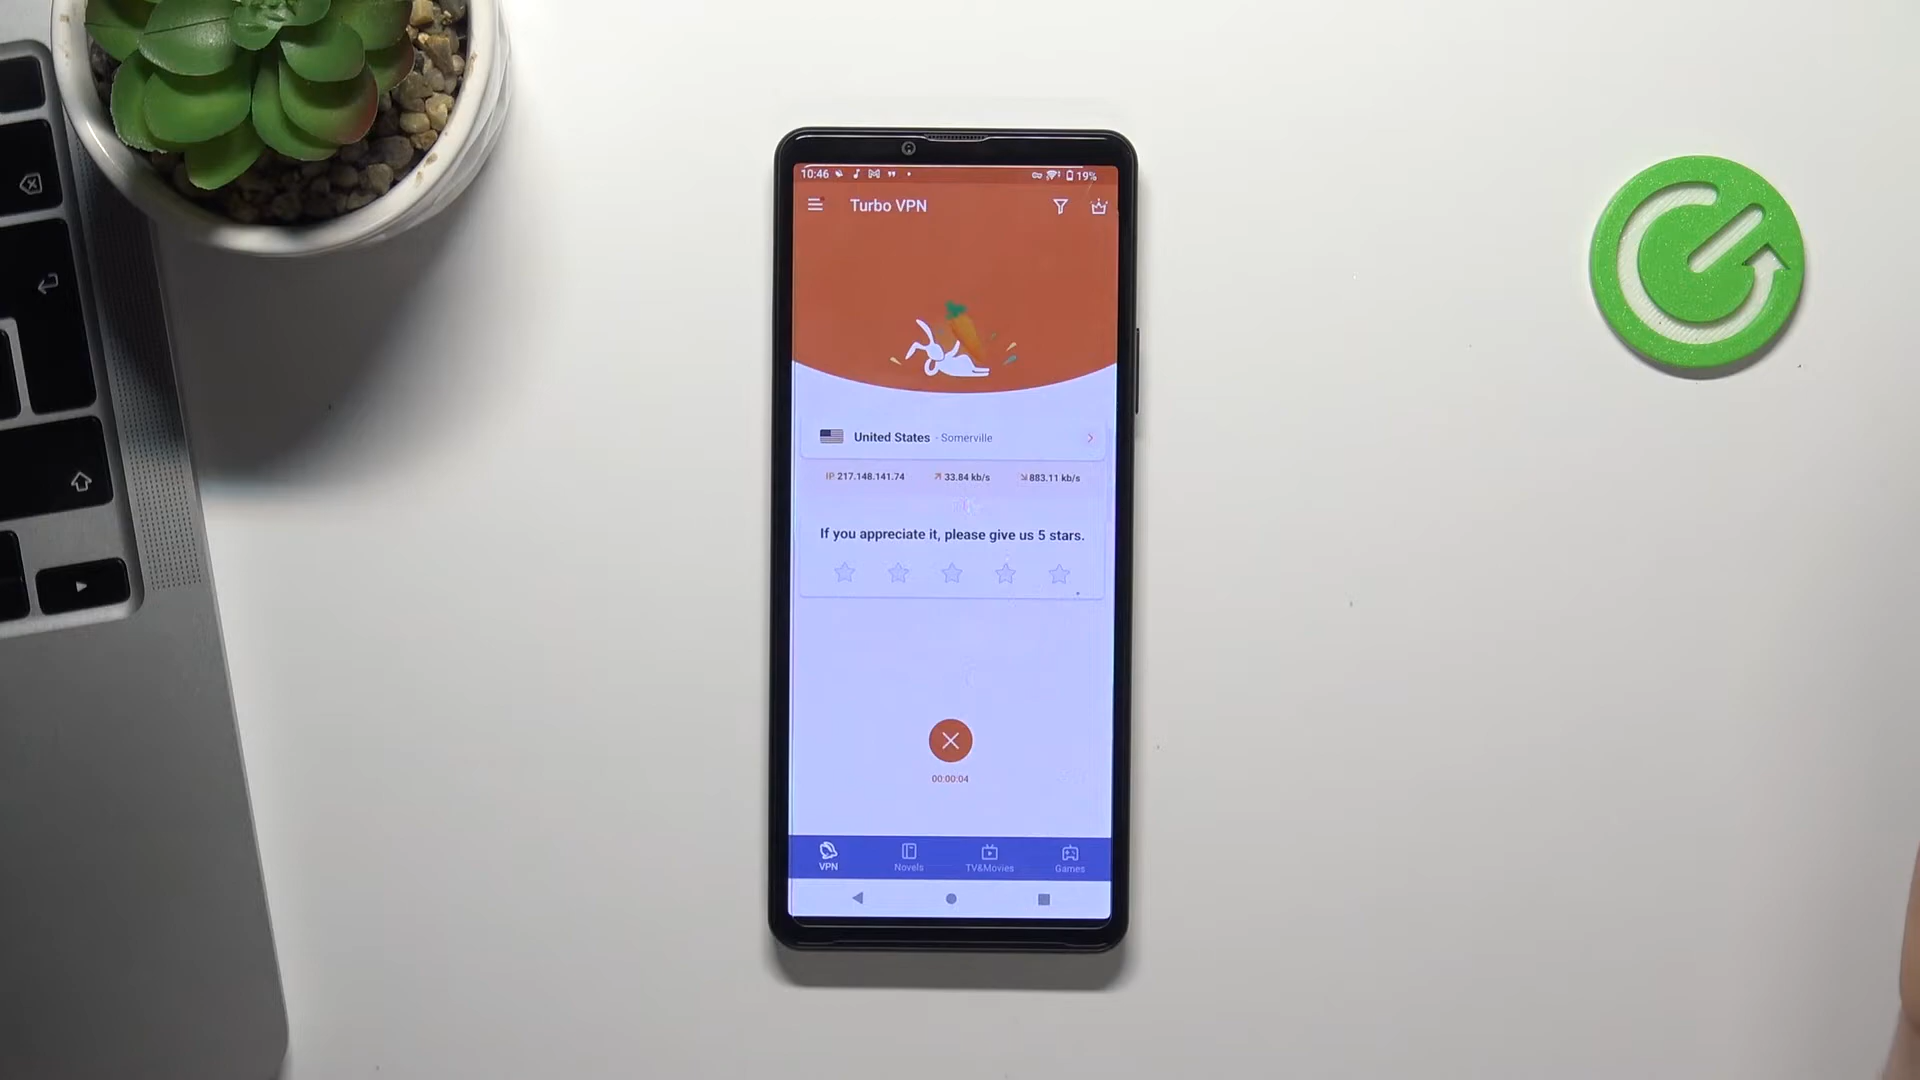 10:46 19%
Turbo VPN
United States · Somerville
IP 217.148.141.74 33.84 kb/s 883.11 kb/s
If you appreciate it, please give us 5 stars.
00:00:04
VPN Novels TV&Movies Games